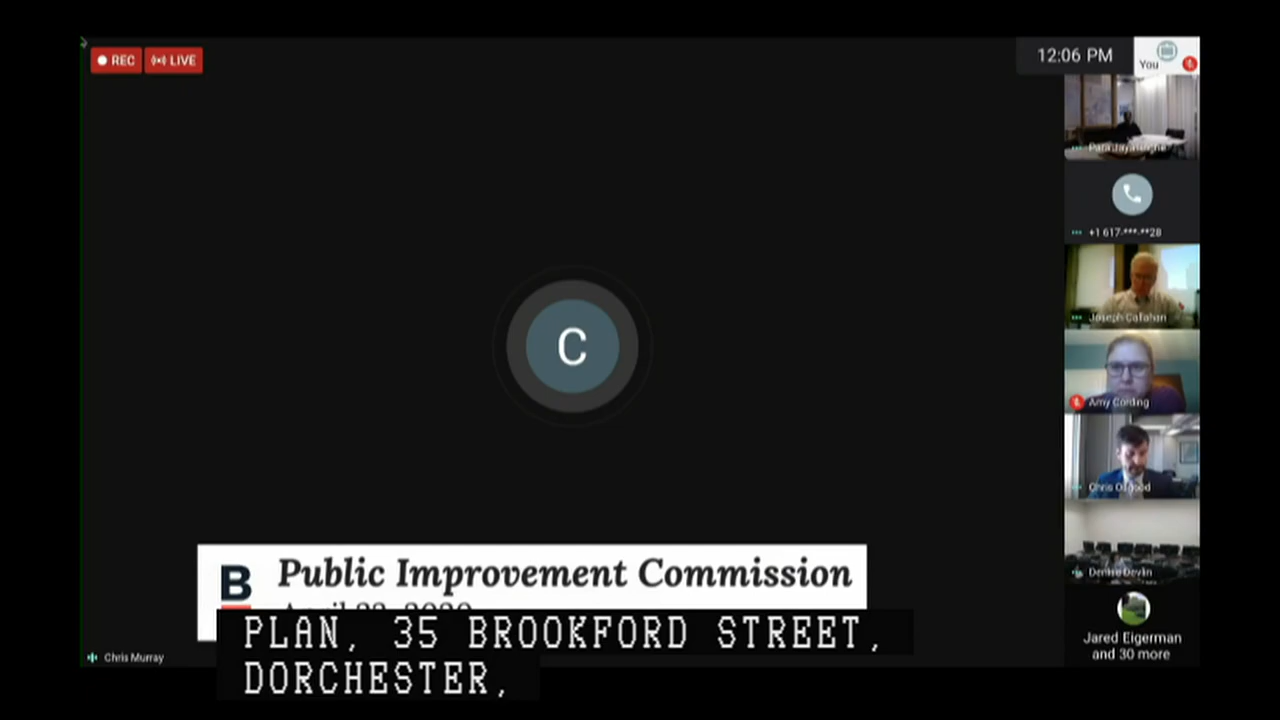 REC
LIVE
12:06 PM
You
+1 617-***-**28
Joseph Callahan
Amy Cording
Chris Osgood
Denise Devlin
Jared Eigerman
and 30 more
C
B
Public Improvement Commission
PLAN, 35 BROOKFORD STREET,
DORCHESTER,
Chris Murray